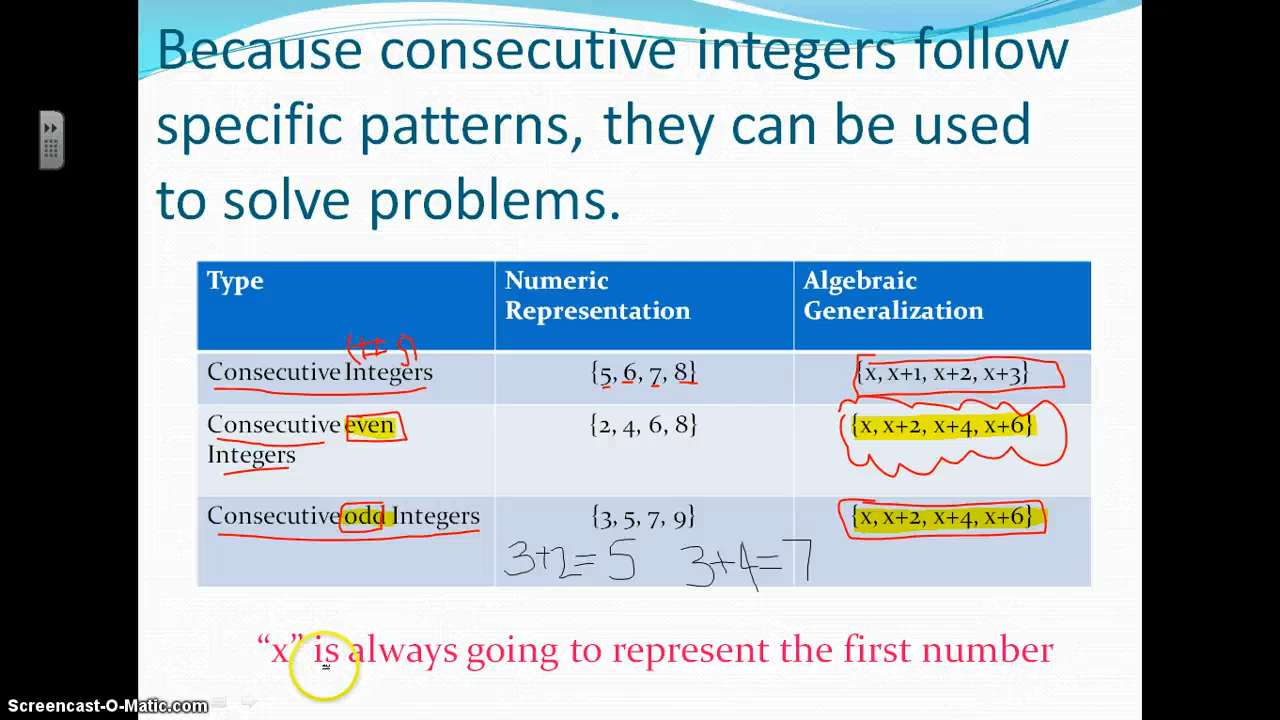 Because consecutive integers follow
specific patterns, they can be used
to solve problems.
Type Numeric Representation Algebraic Generalization
Consecutive Integers {5, 6, 7, 8} {x, x+1, x+2, x+3}
Consecutive even Integers {2, 4, 6, 8} {x, x+2, x+4, x+6}
Consecutive odd Integers {3, 5, 7, 9} {x, x+2, x+4, x+6}
3+2=5 3+4=7
“x” is always going to represent the first number
Screencast-O-Matic.com